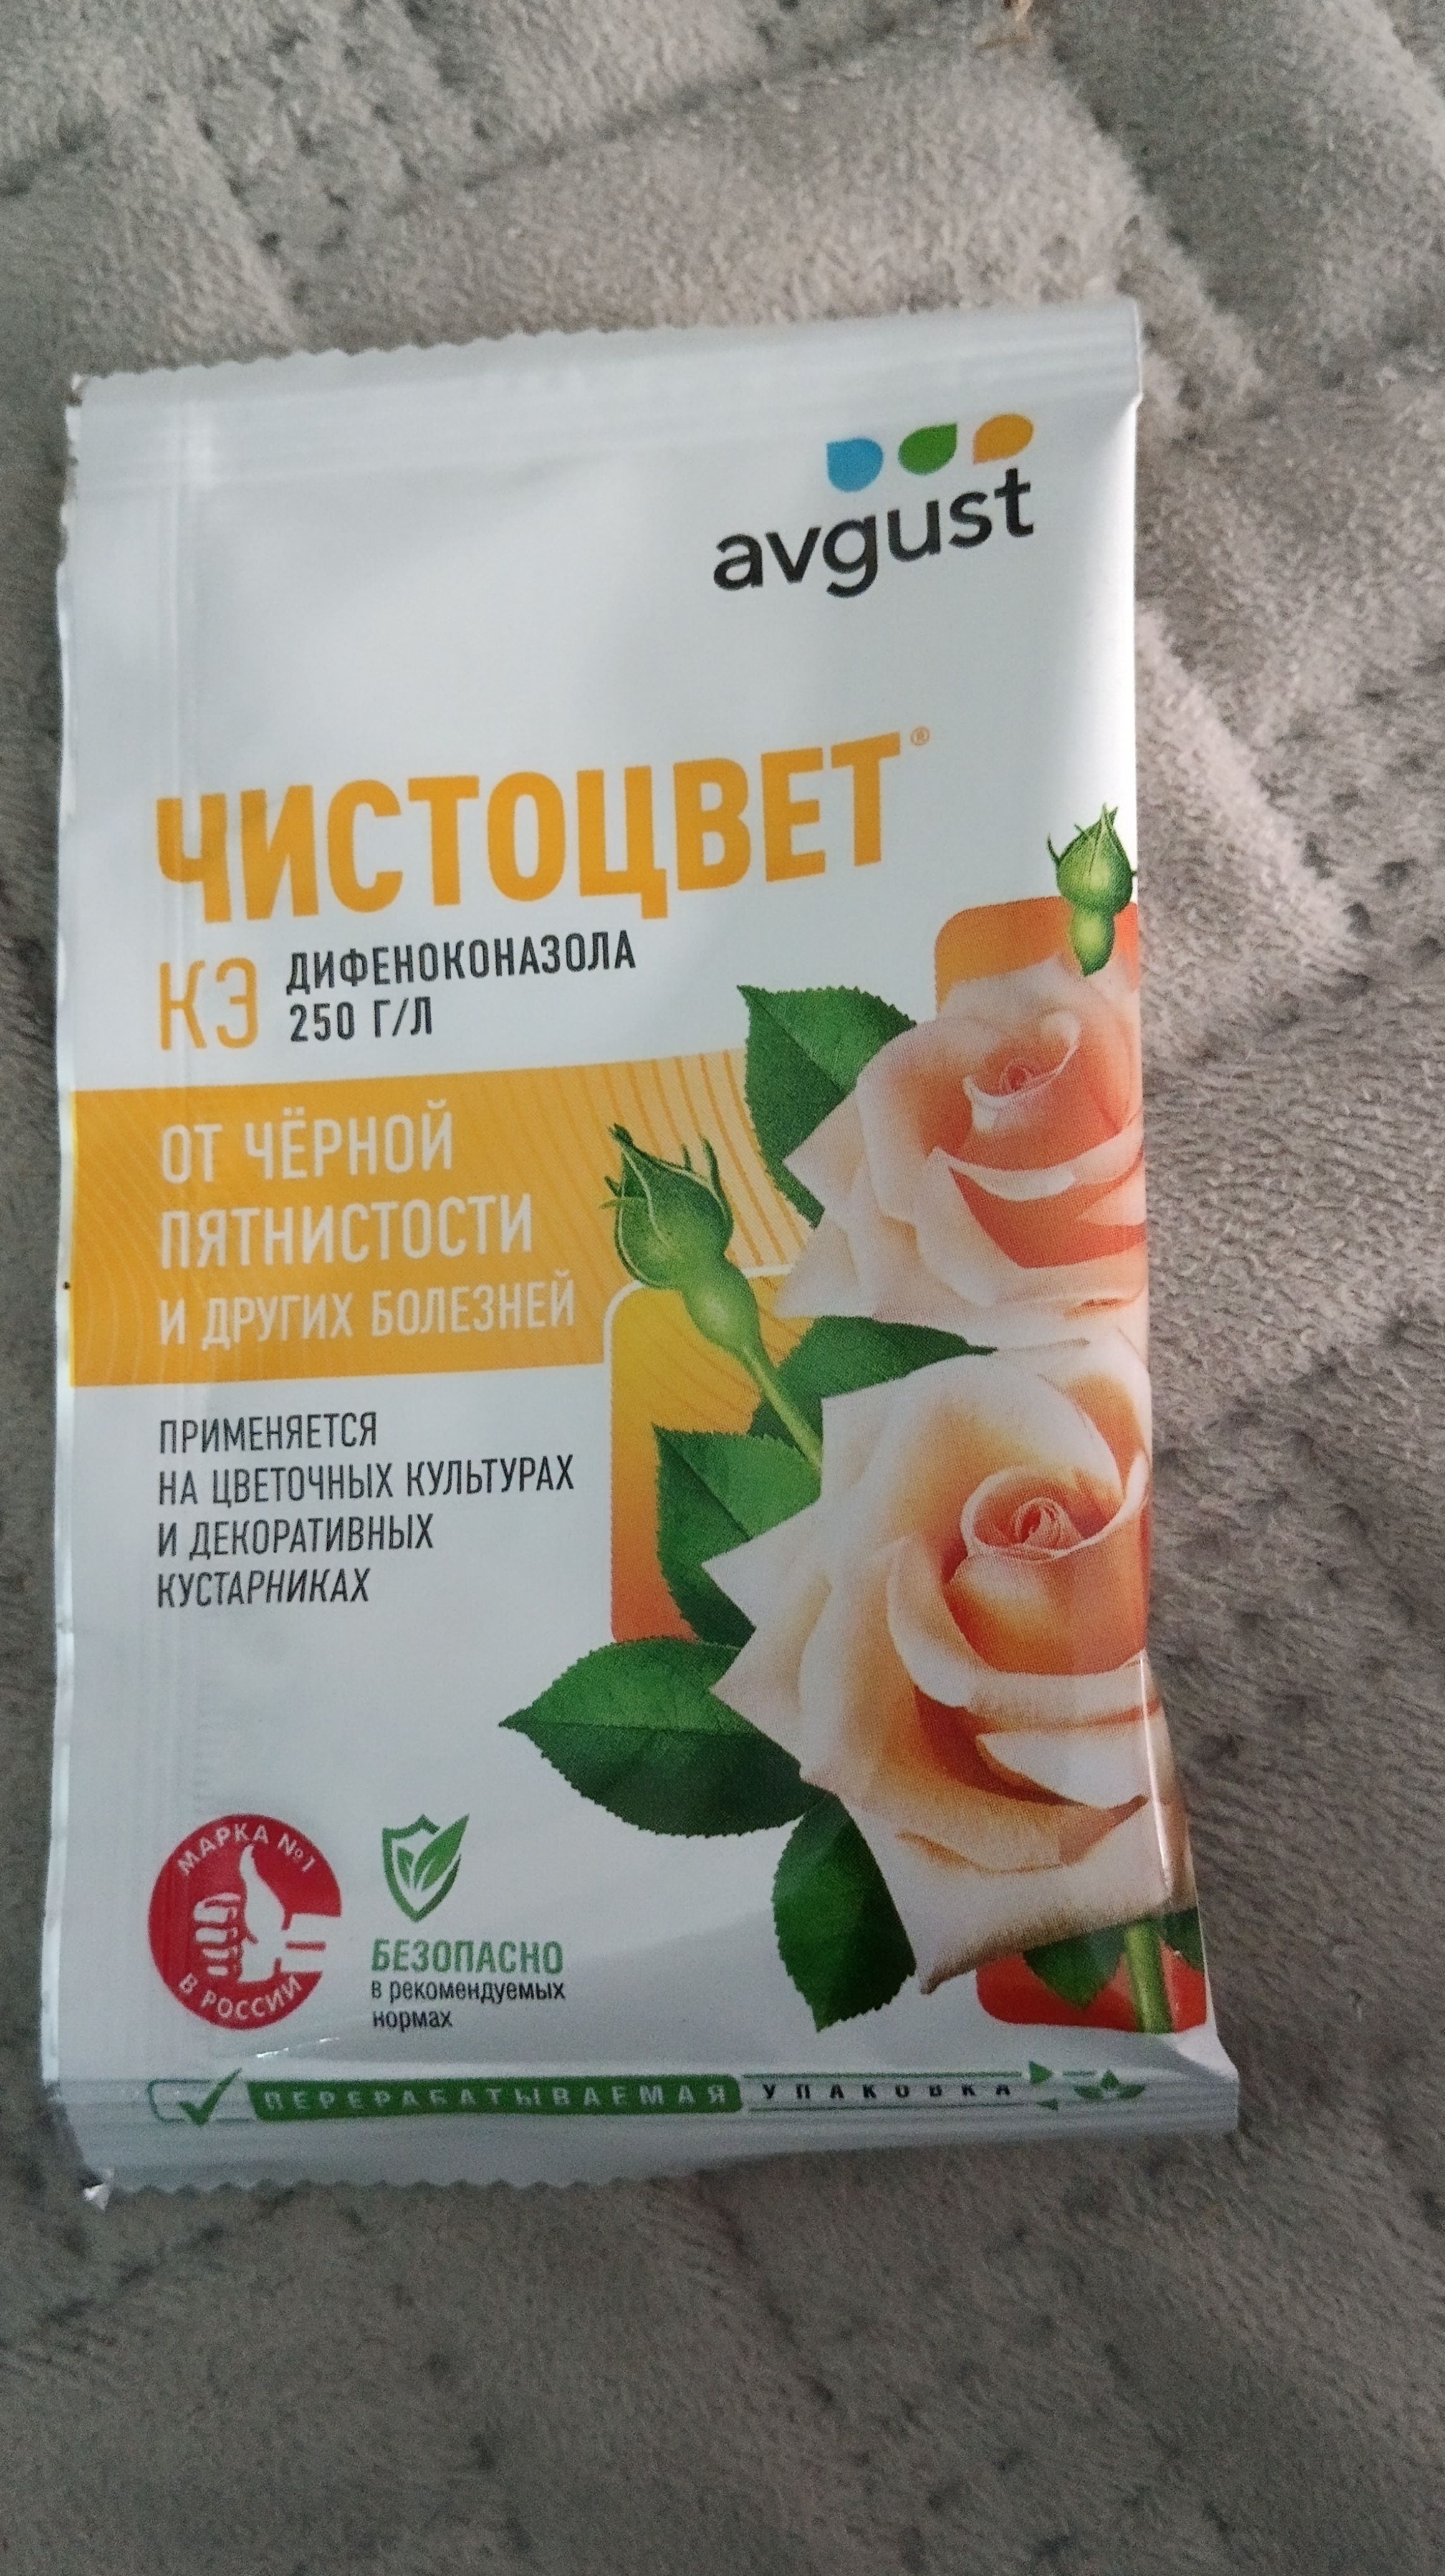 avgust
ЧИСТОЦВЕТ®
КЭ ДИФЕНОКОНАЗОЛА
250 Г/Л
ОТ ЧЁРНОЙ
ПЯТНИСТОСТИ
И ДРУГИХ БОЛЕЗНЕЙ
ПРИМЕНЯЕТСЯ
НА ЦВЕТОЧНЫХ КУЛЬТУРАХ
И ДЕКОРАТИВНЫХ
КУСТАРНИКАХ
МАРКА №1
В РОССИИ
БЕЗОПАСНО
в рекомендуемых
нормах
ПЕРЕРАБАТЫВАЕМАЯ УПАКОВКА